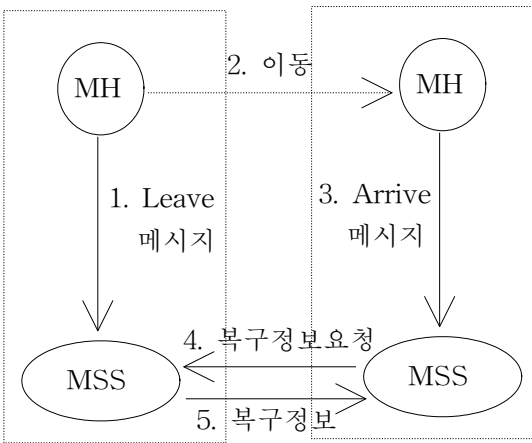 2. 이동
MH
MH
1. Leave
메시지
3. Arrive
메시지
4. 복구정보요청
MSS
MSS
5. 복구정보